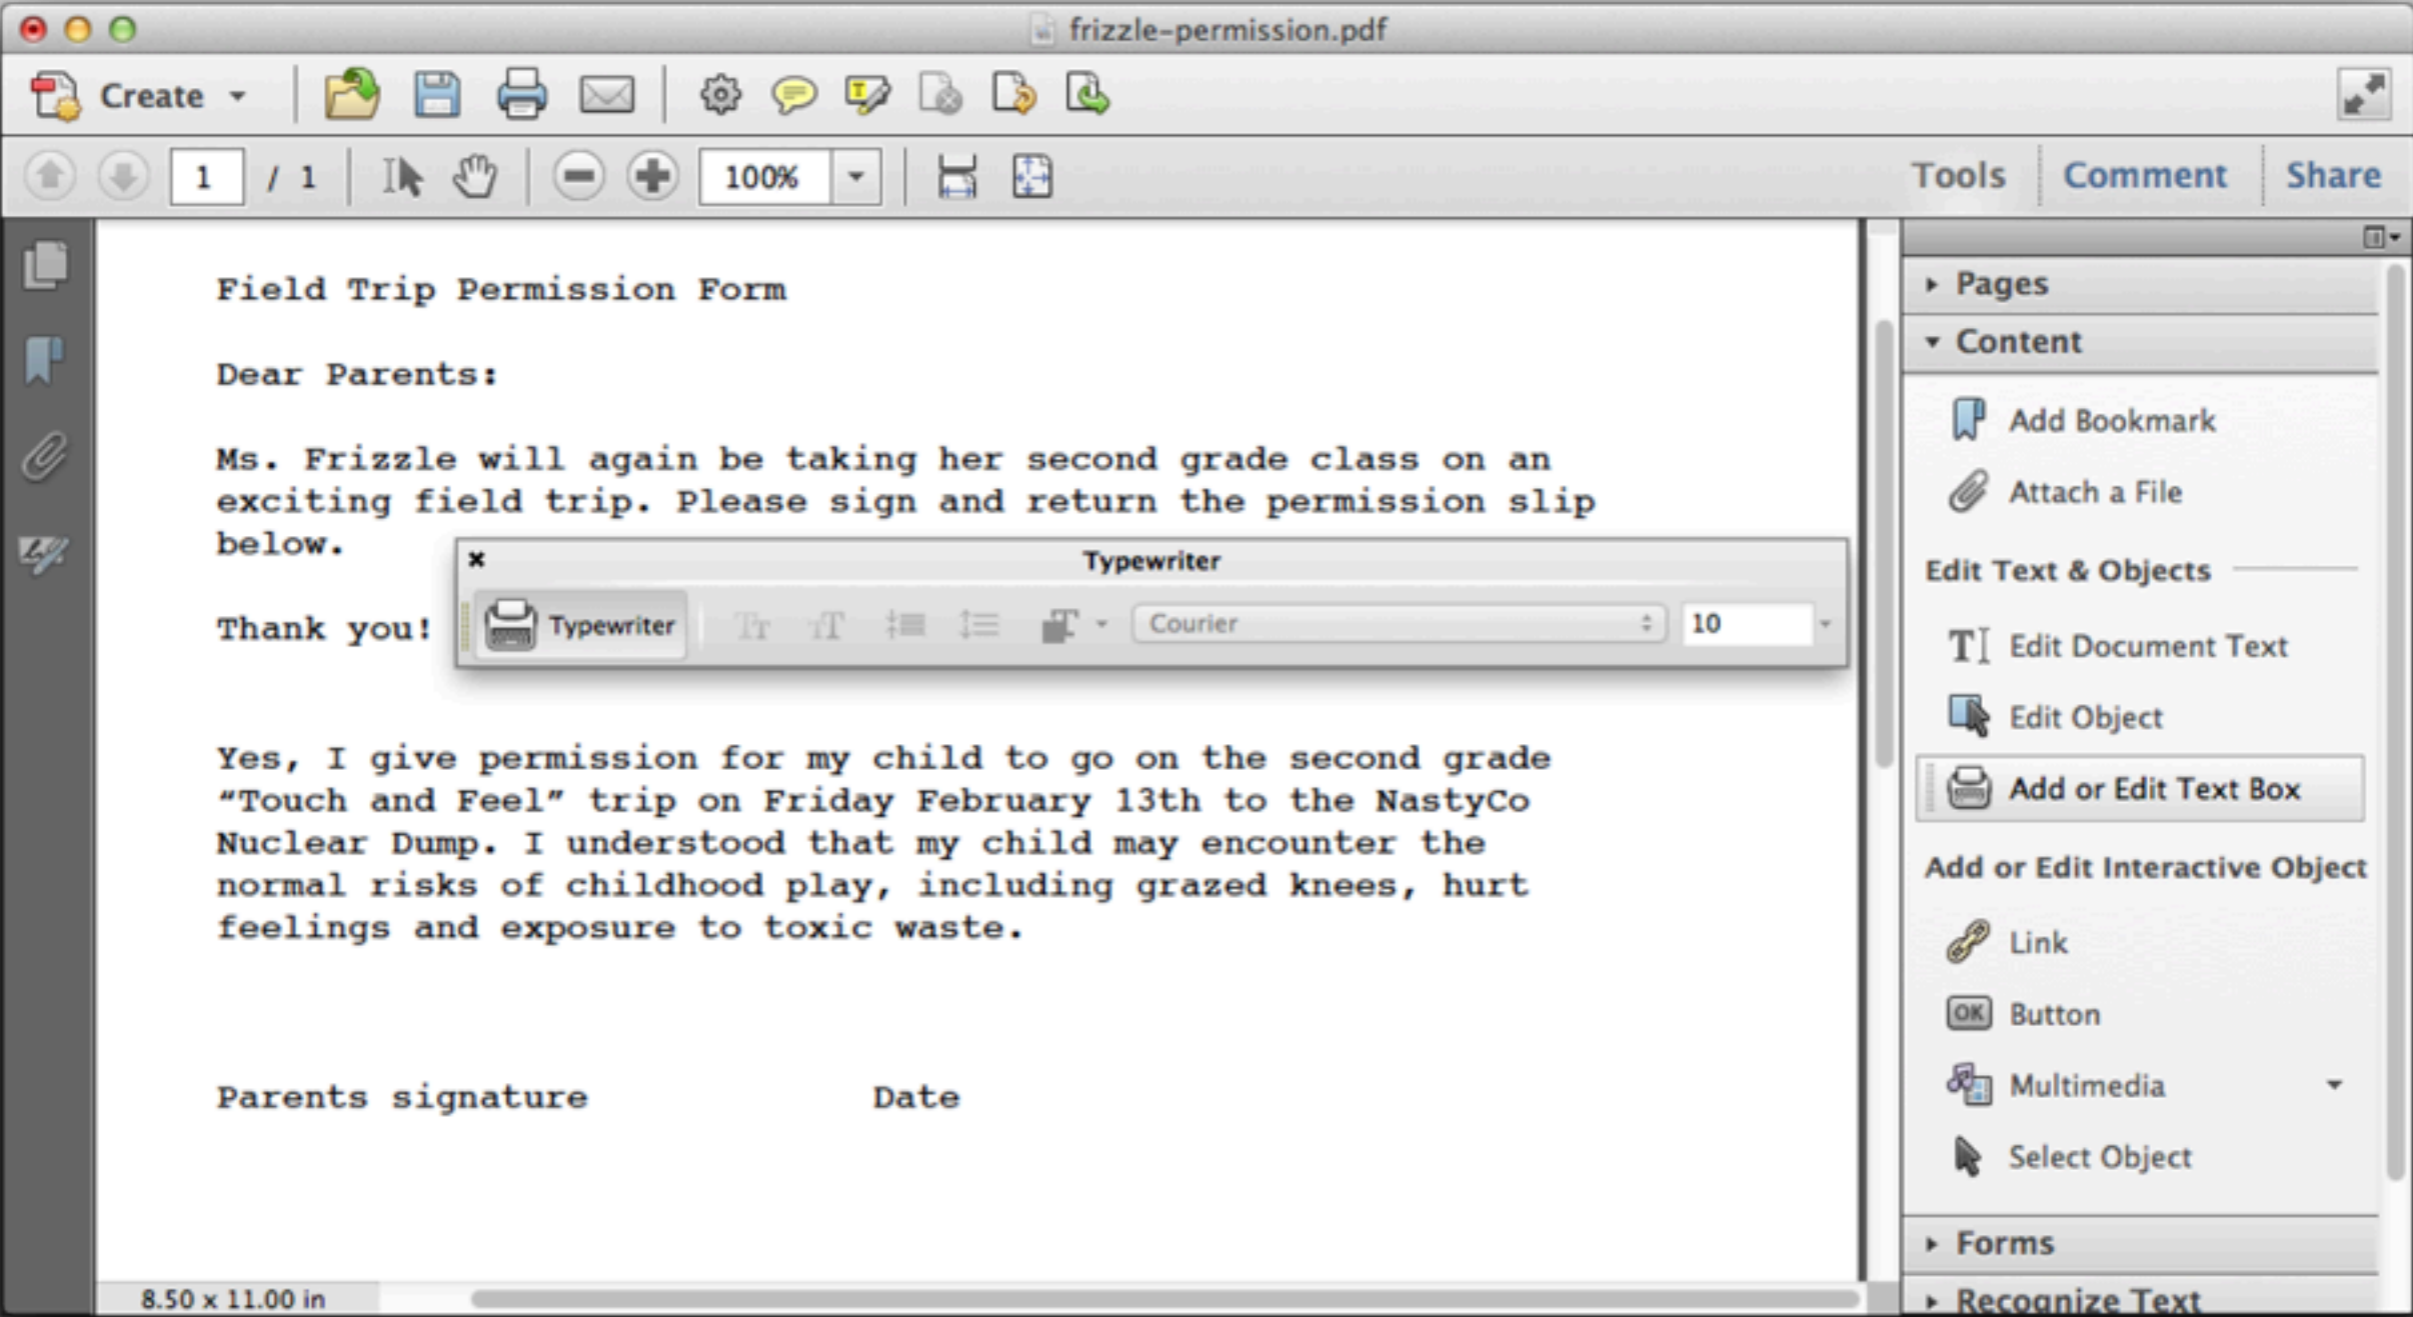 frizzle-permission.pdf
Create
1 / 1
100%
Tools
Comment
Share
Field Trip Permission Form
Dear Parents:
Ms. Frizzle will again be taking her second grade class on an
exciting field trip. Please sign and return the permission slip
below.
Thank you!
Typewriter
Typewriter
Courier
10
Yes, I give permission for my child to go on the second grade
“Touch and Feel” trip on Friday February 13th to the NastyCo
Nuclear Dump. I understood that my child may encounter the
normal risks of childhood play, including grazed knees, hurt
feelings and exposure to toxic waste.
Parents signature Date
8.50 x 11.00 in
Pages
Content
Add Bookmark
Attach a File
Edit Text & Objects
Edit Document Text
Edit Object
Add or Edit Text Box
Add or Edit Interactive Object
Link
OK Button
Multimedia
Select Object
Forms
Recognize Text